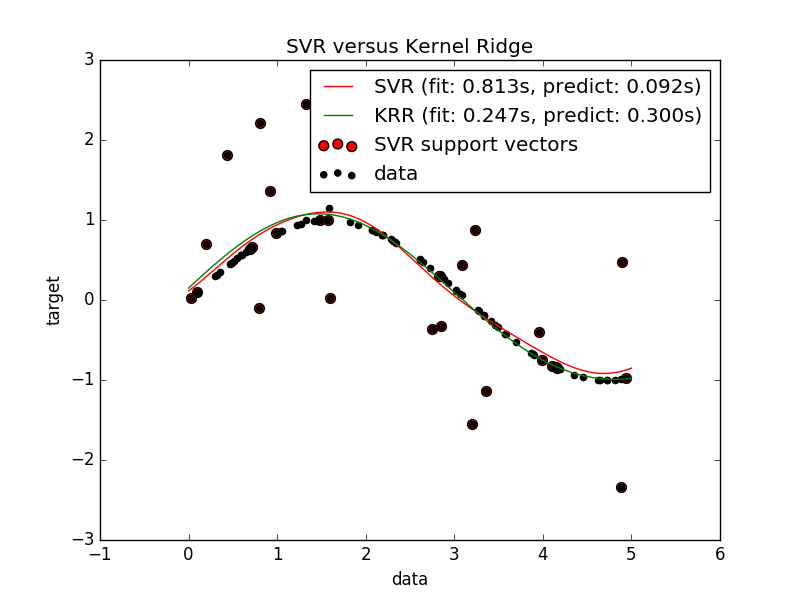 SVR versus Kernel Ridge
SVR (fit: 0.813s, predict: 0.092s)
KRR (fit: 0.247s, predict: 0.300s)
SVR support vectors
data
3
2
1
0
−1
−2
−3
target
−1 0 1 2 3 4 5 6
data